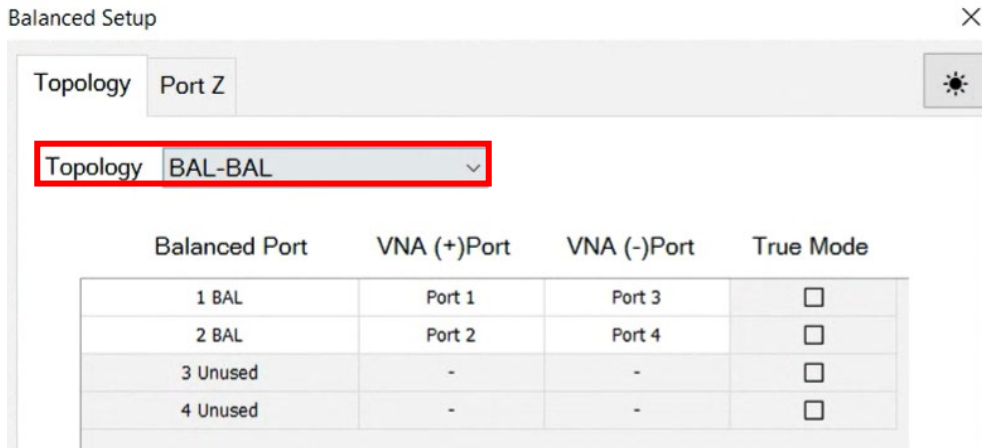 Balanced Setup
Topology Port Z
Topology BAL-BAL
Balanced Port VNA (+)Port VNA (-)Port True Mode
1 BAL Port 1 Port 3
2 BAL Port 2 Port 4
3 Unused - -
4 Unused - -